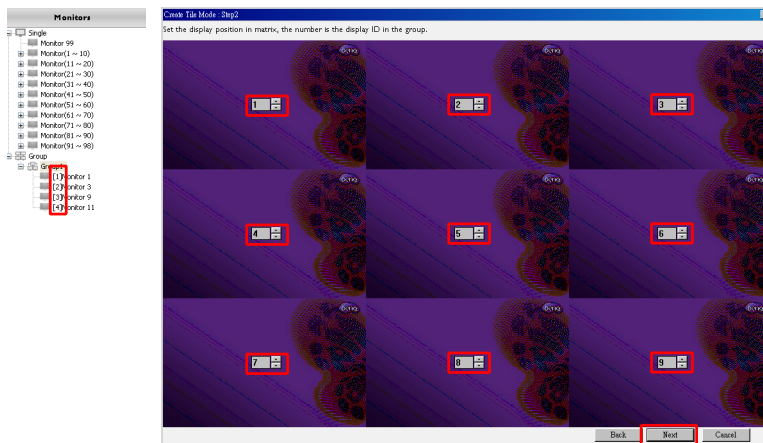 Monitors
Single
Monitor 99
Monitor(1 ~ 10)
Monitor(11 ~ 20)
Monitor(21 ~ 30)
Monitor(31 ~ 40)
Monitor(41 ~ 50)
Monitor(51 ~ 60)
Monitor(61 ~ 70)
Monitor(71 ~ 80)
Monitor(81 ~ 90)
Monitor(91 ~ 98)
Group
Group1
[1]Monitor 1
[2]Monitor 3
[3]Monitor 9
[4]Monitor 11
Create Tile Mode : Step2
Set the display position in matrix, the number is the display ID in the group.
1 2 3
4 5 6
7 8 9
Back Next Cancel